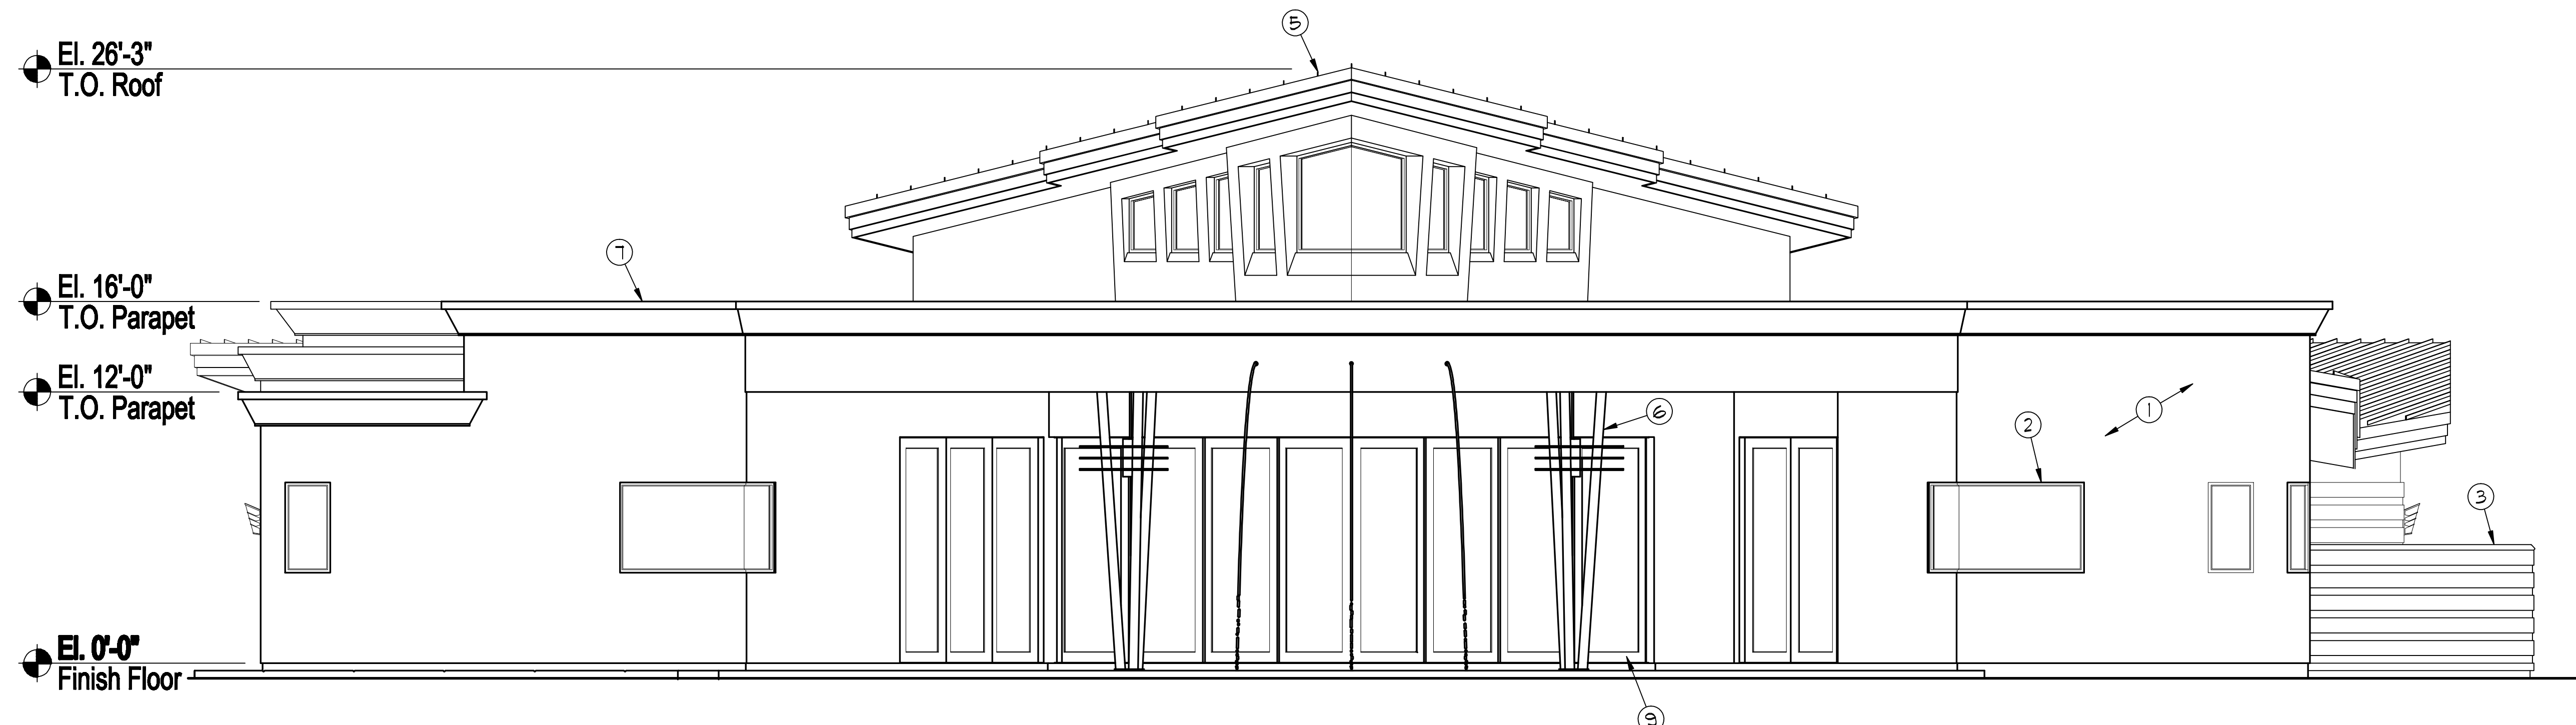 5
El. 26'-3"
T.O. Roof
7
El. 16'-0"
T.O. Parapet
El. 12'-0"
T.O. Parapet
6
1
2
3
El. 0'-0"
Finish Floor